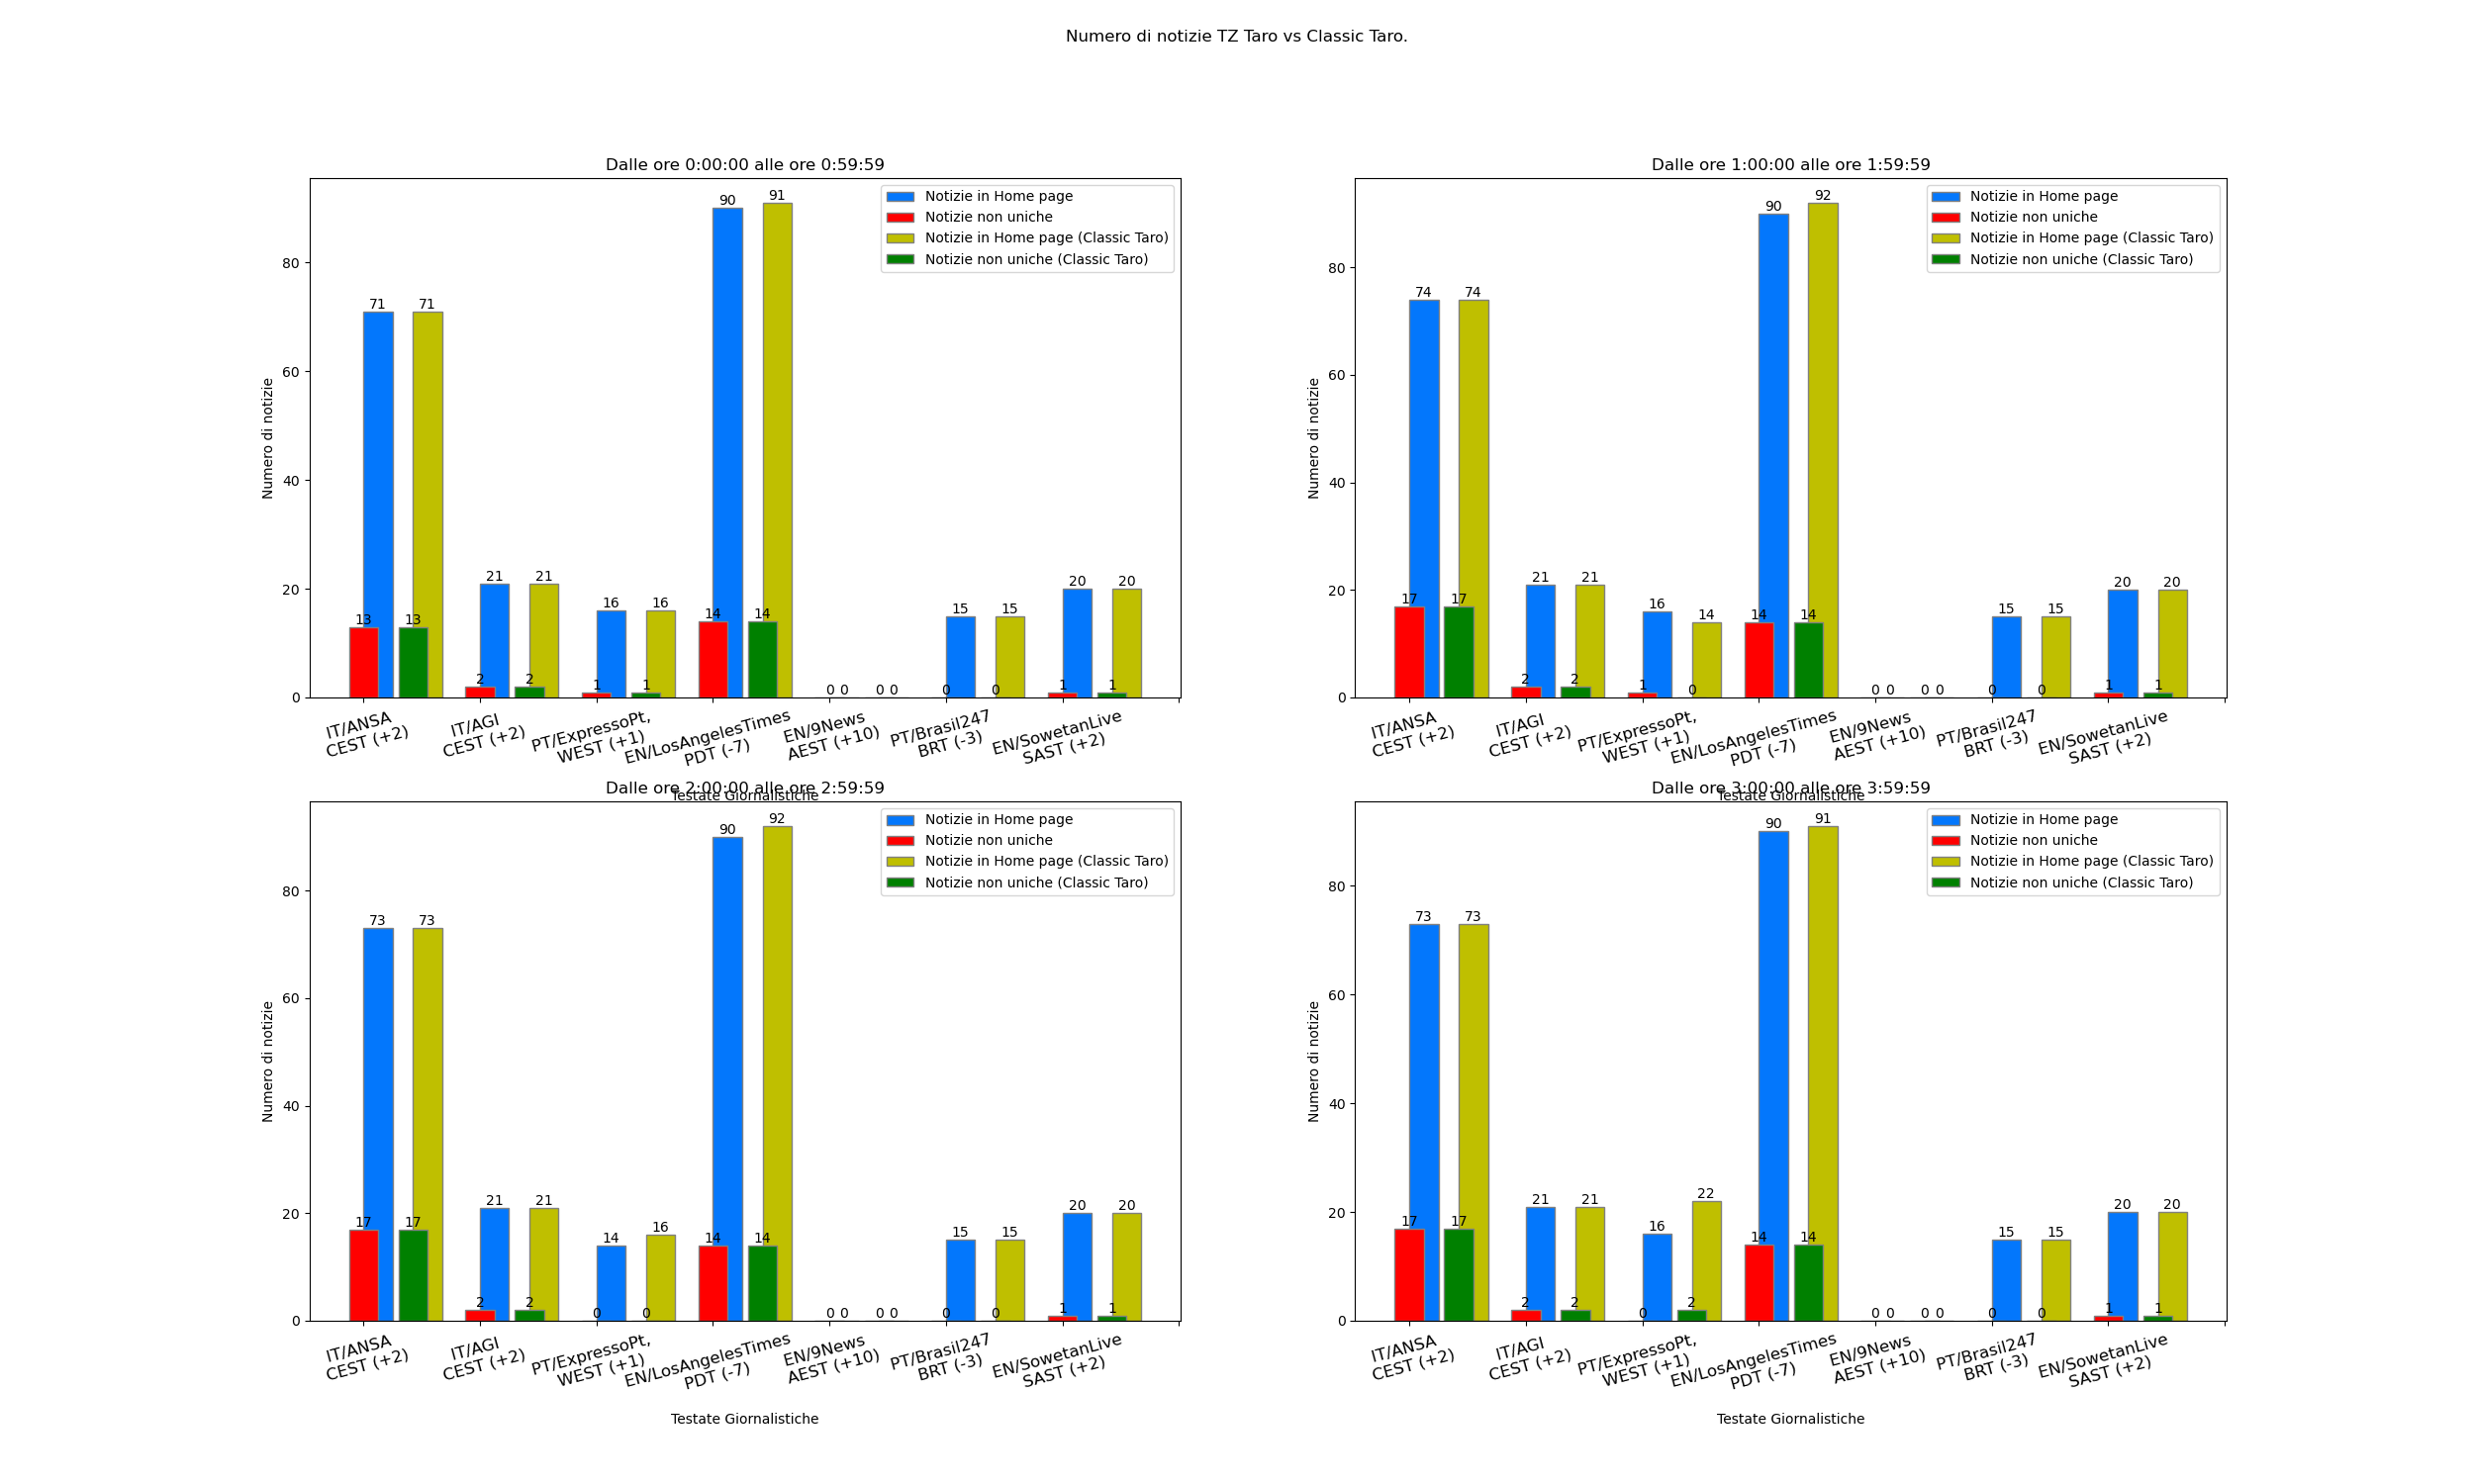 Numero di notizie TZ Taro vs Classic Taro.
Dalle ore 0:00:00 alle ore 0:59:59
Notizie in Home page
Notizie non uniche
Notizie in Home page (Classic Taro)
Notizie non uniche (Classic Taro)
Numero di notizie
80
60
40
20
0
71 71 21 21 16 16 90 91 0 0 15 15 20 20
13 13 2 2 1 1 14 14 0 0 0 0 1 1
IT/ANSA
CEST (+2)
IT/AGI
CEST (+2)
PT/ExpressoPt,
WEST (+1)
EN/LosAngelesTimes
PDT (-7)
EN/9News
AEST (+10)
PT/Brasil247
BRT (-3)
EN/SowetanLive
SAST (+2)
Testate Giornalistiche
Dalle ore 1:00:00 alle ore 1:59:59
Notizie in Home page
Notizie non uniche
Notizie in Home page (Classic Taro)
Notizie non uniche (Classic Taro)
Numero di notizie
80
60
40
20
0
74 74 21 21 16 14 90 92 0 0 15 15 20 20
17 17 2 2 1 0 14 14 0 0 0 0 1 1
IT/ANSA
CEST (+2)
IT/AGI
CEST (+2)
PT/ExpressoPt,
WEST (+1)
EN/LosAngelesTimes
PDT (-7)
EN/9News
AEST (+10)
PT/Brasil247
BRT (-3)
EN/SowetanLive
SAST (+2)
Testate Giornalistiche
Dalle ore 2:00:00 alle ore 2:59:59
Notizie in Home page
Notizie non uniche
Notizie in Home page (Classic Taro)
Notizie non uniche (Classic Taro)
Numero di notizie
80
60
40
20
0
73 73 21 21 14 16 90 92 0 0 15 15 20 20
17 17 2 2 0 0 14 14 0 0 0 0 1 1
IT/ANSA
CEST (+2)
IT/AGI
CEST (+2)
PT/ExpressoPt,
WEST (+1)
EN/LosAngelesTimes
PDT (-7)
EN/9News
AEST (+10)
PT/Brasil247
BRT (-3)
EN/SowetanLive
SAST (+2)
Testate Giornalistiche
Dalle ore 3:00:00 alle ore 3:59:59
Notizie in Home page
Notizie non uniche
Notizie in Home page (Classic Taro)
Notizie non uniche (Classic Taro)
Numero di notizie
80
60
40
20
0
73 73 21 21 16 22 90 91 0 0 15 15 20 20
17 17 2 2 0 2 14 14 0 0 0 0 1 1
IT/ANSA
CEST (+2)
IT/AGI
CEST (+2)
PT/ExpressoPt,
WEST (+1)
EN/LosAngelesTimes
PDT (-7)
EN/9News
AEST (+10)
PT/Brasil247
BRT (-3)
EN/SowetanLive
SAST (+2)
Testate Giornalistiche